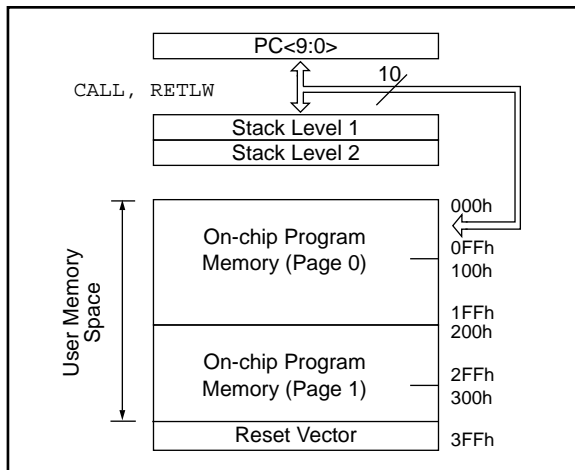 PC<9:0>
10
CALL, RETLW
Stack Level 1
Stack Level 2
000h
On-chip Program
Memory (Page 0)
0FFh
100h
1FFh
200h
User Memory
Space
On-chip Program
Memory (Page 1)
2FFh
300h
Reset Vector
3FFh